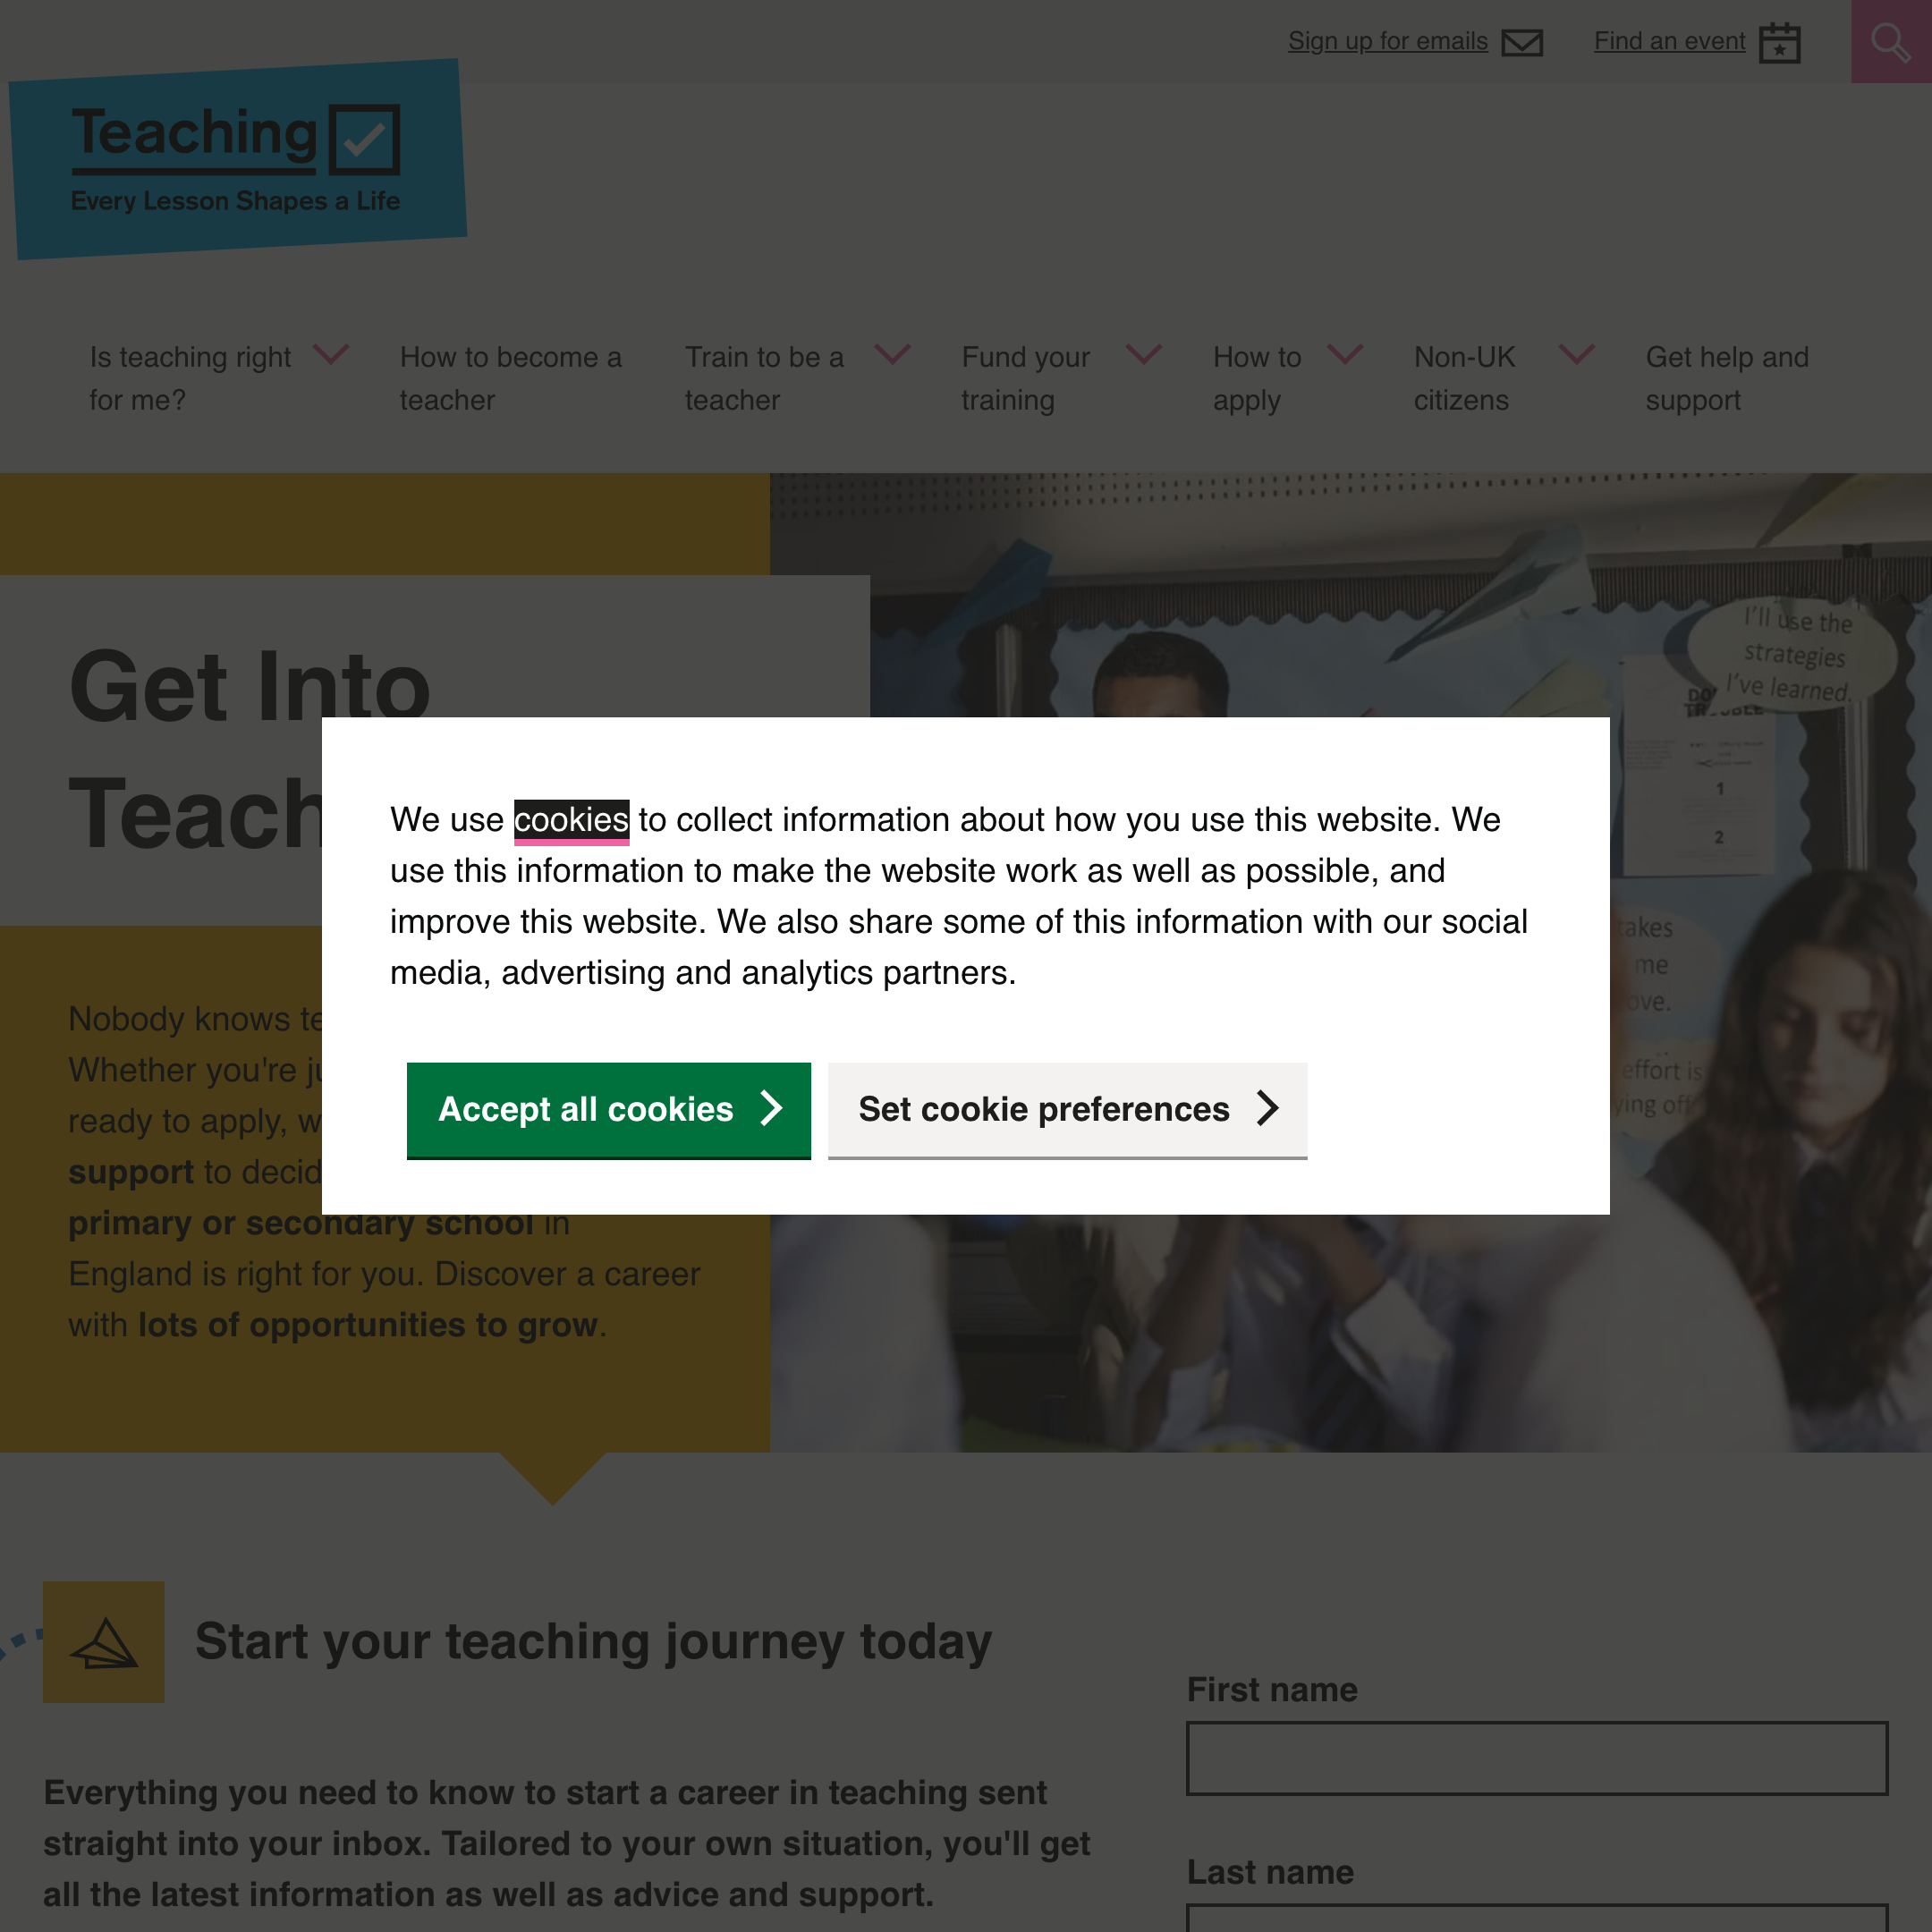 Sign up for emails
Find an event
Teaching
Every Lesson Shapes a Life
Is teaching right
for me?
How to become a
teacher
Train to be a
teacher
Fund your
training
How to
apply
Non-UK
citizens
Get help and
support
Get Into
Teach
I'll use the
strategies
I've learned.
1
2
takes
me
effort is
We use cookies to collect information about how you use this website. We
use this information to make the website work as well as possible, and
improve this website. We also share some of this information with our social
media, advertising and analytics partners.
Accept all cookies
Set cookie preferences
Nobody knows
Whether you're
ready to apply,
support to
primary or secondary school in
England is right for you. Discover a career
with lots of opportunities to grow.
Start your teaching journey today
Everything you need to know to start a career in teaching sent
straight into your inbox. Tailored to your own situation, you'll get
all the latest information as well as advice and support.
First name
Last name